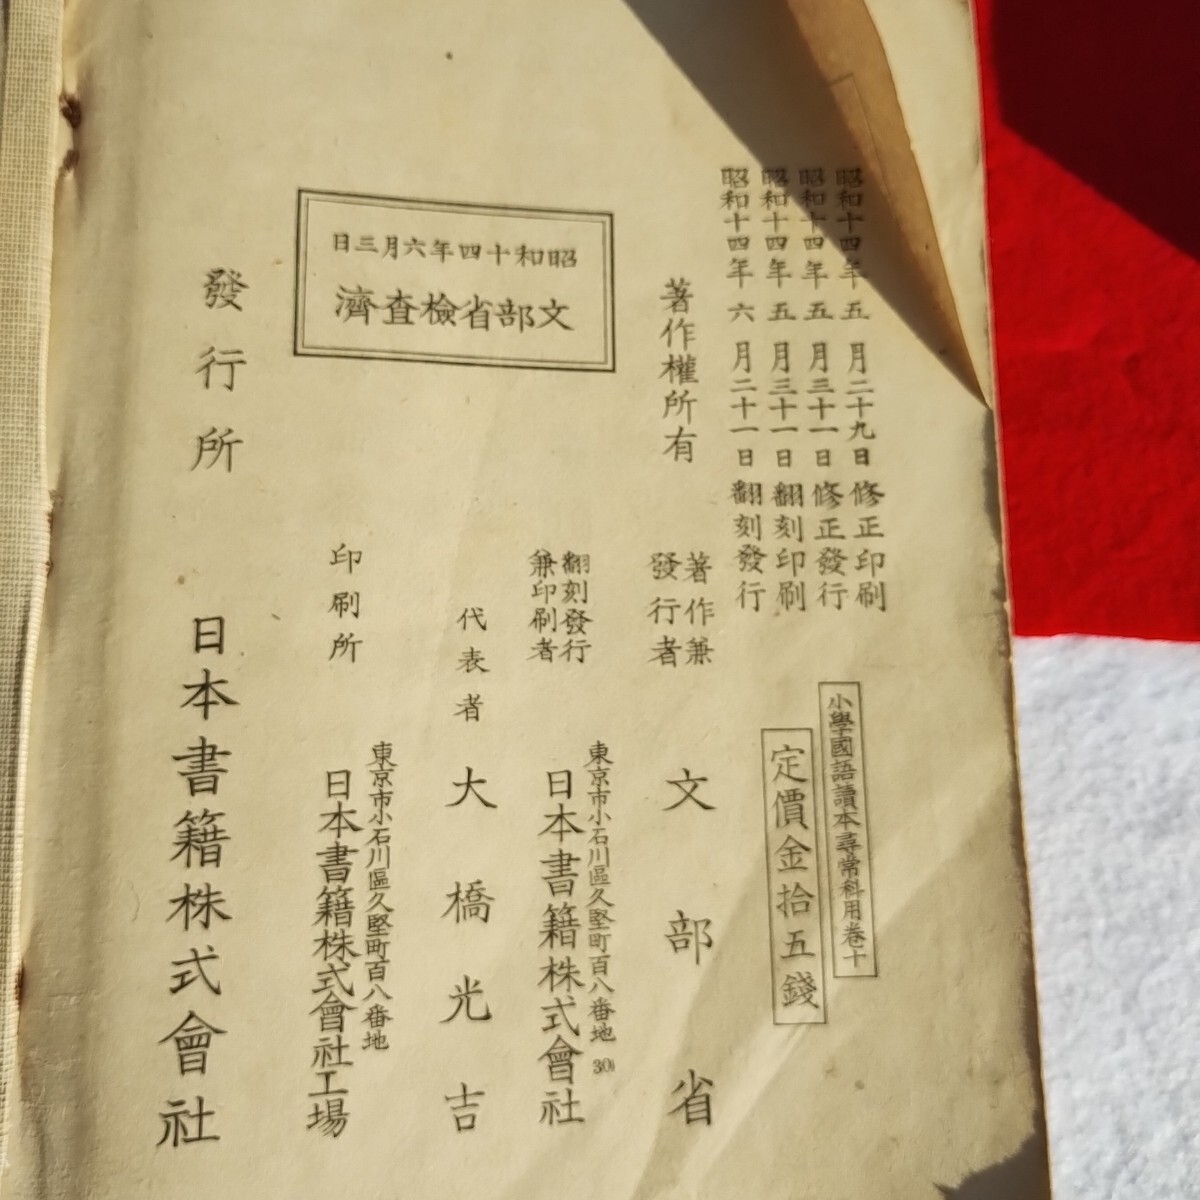 昭和十四年五月二十九日修正印刷
昭和十四年五月三十一日修正發行
昭和十四年五月三十一日翻刻印刷
昭和十四年六月二十一日翻刻發行
小學國語讀本尋常科用卷十
定價金拾五錢
著作權所有
著作兼
發行者
文部省
翻刻發行
兼印刷者
東京市小石川區久堅町百八番地
日本書籍株式會社
代表者
大橋光吉
日三月六年四十和昭
濟查檢省部文
印刷所
東京市小石川區久堅町百八番地
日本書籍株式會社工場
發行所
日本書籍株式會社